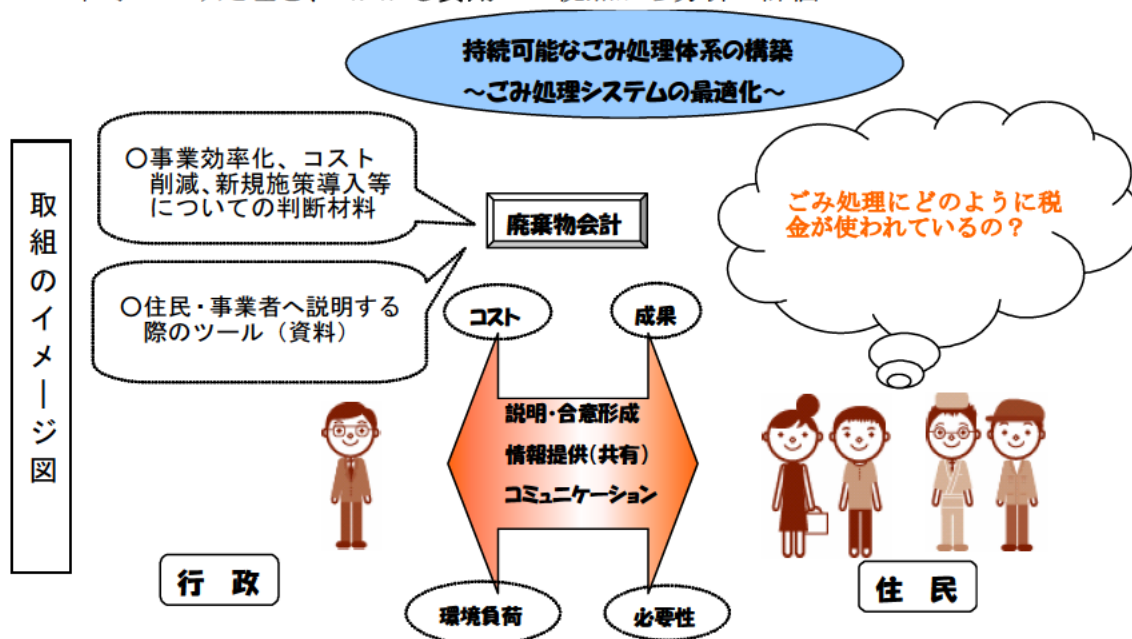 持続可能なごみ処理体系の構築
~ごみ処理システムの最適化~
取組のイメージ図
○事業効率化、コスト
削減、新規施策導入等
についての判断材料
廃棄物会計
ごみ処理にどのように税
金が使われているの?
○住民・事業者へ説明する
際のツール(資料)
コスト
成果
説明・合意形成
情報提供(共有)
コミュニケーション
行 政
住 民
環境負荷
必要性